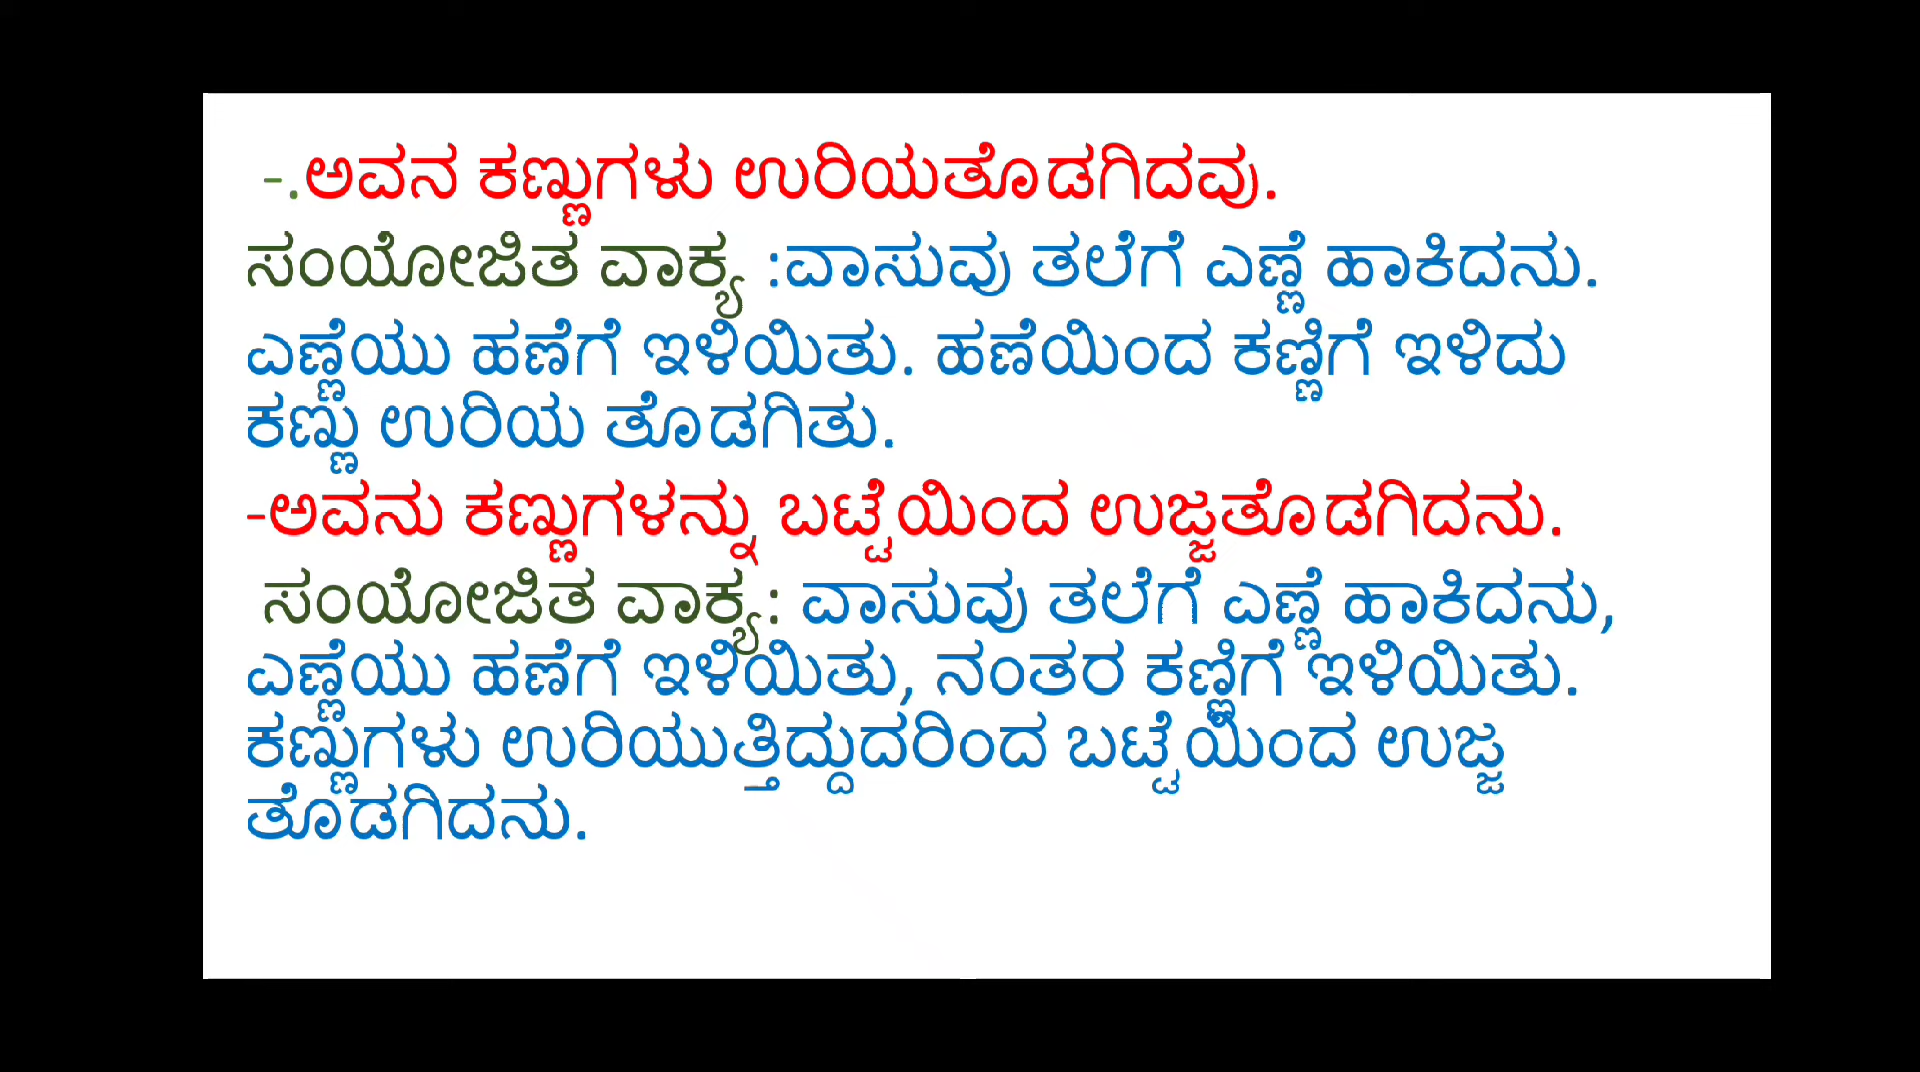 -.ಅವನ ಕಣ್ಣುಗಳು ಉರಿಯತೊಡಗಿದವು.
ಸಂಯೋಜಿತ ವಾಕ್ಯ :ವಾಸುವು ತಲೆಗೆ ಎಣ್ಣೆ ಹಾಕಿದನು.
ಎಣ್ಣೆಯು ಹಣೆಗೆ ಇಳಿಯಿತು. ಹಣೆಯಿಂದ ಕಣ್ಣಿಗೆ ಇಳಿದು
ಕಣ್ಣು ಉರಿಯ ತೊಡಗಿತು.
-ಅವನು ಕಣ್ಣುಗಳನ್ನು ಬಟ್ಟೆಯಿಂದ ಉಜ್ಜತೊಡಗಿದನು.
ಸಂಯೋಜಿತ ವಾಕ್ಯ: ವಾಸುವು ತಲೆಗೆ ಎಣ್ಣೆ ಹಾಕಿದನು,
ಎಣ್ಣೆಯು ಹಣೆಗೆ ಇಳಿಯಿತು, ನಂತರ ಕಣ್ಣಿಗೆ ಇಳಿಯಿತು.
ಕಣ್ಣುಗಳು ಉರಿಯುತ್ತಿದ್ದುದರಿಂದ ಬಟ್ಟೆಯಿಂದ ಉಜ್ಜ
ತೊಡಗಿದನು.